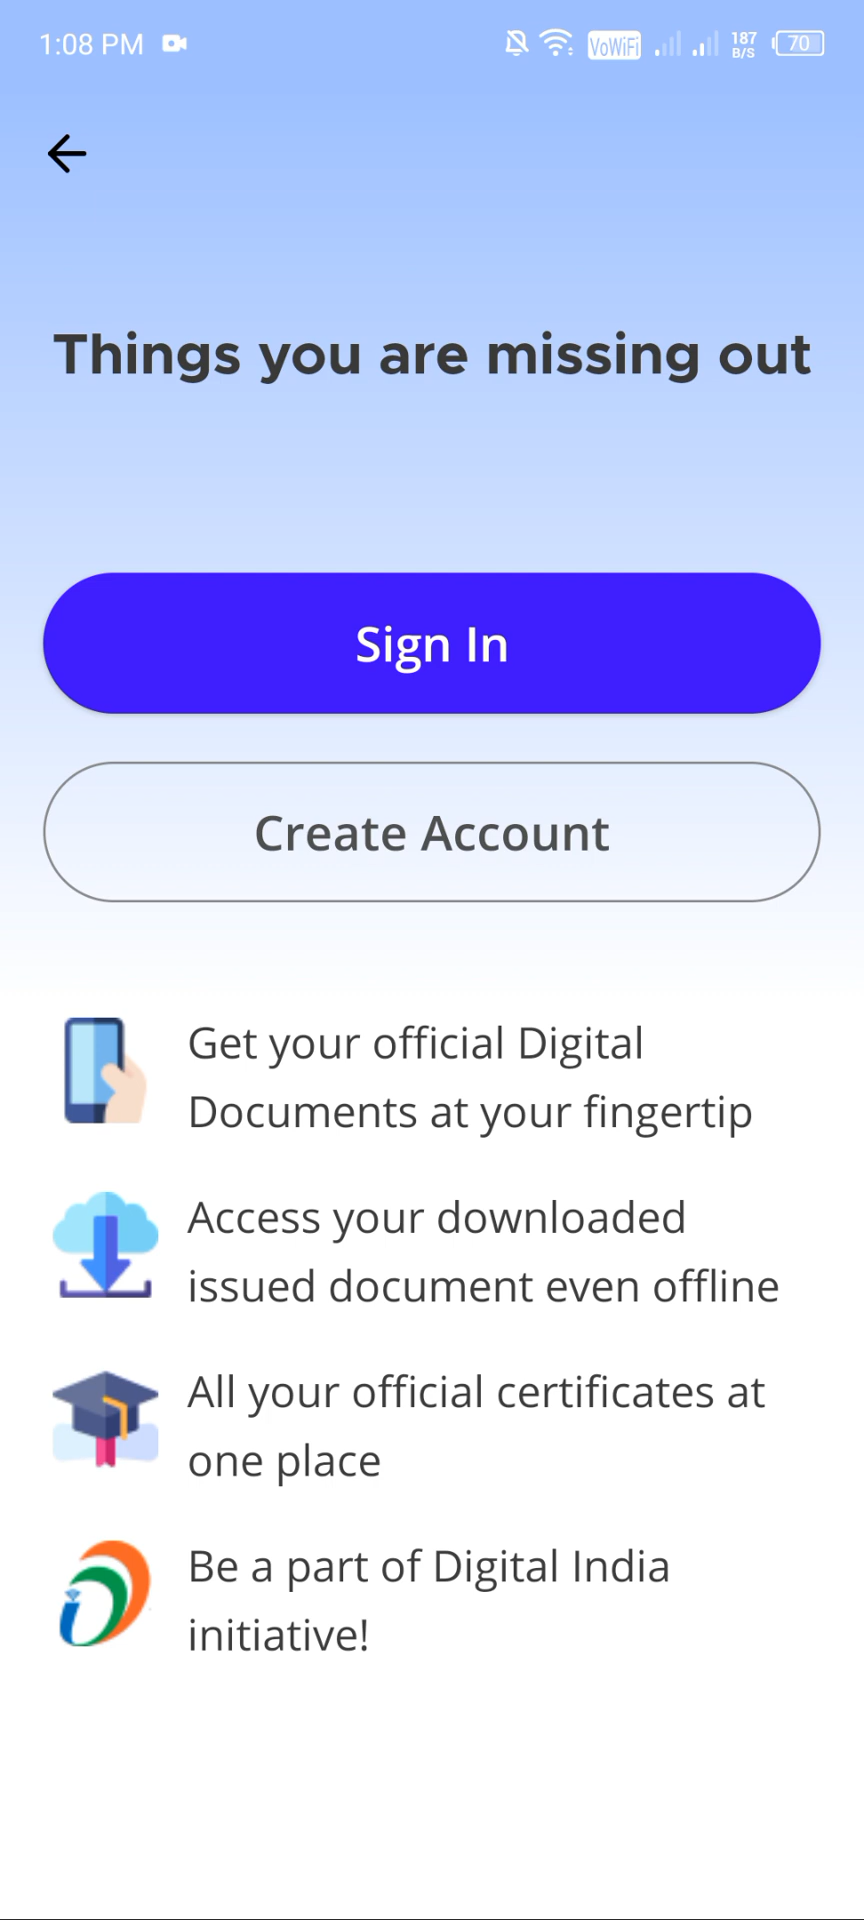 1:08 PM
VoWiFi
187
B/S
70
Things you are missing out
Sign In
Create Account
Get your official Digital
Documents at your fingertip
Access your downloaded
issued document even offline
All your official certificates at
one place
Be a part of Digital India
initiative!